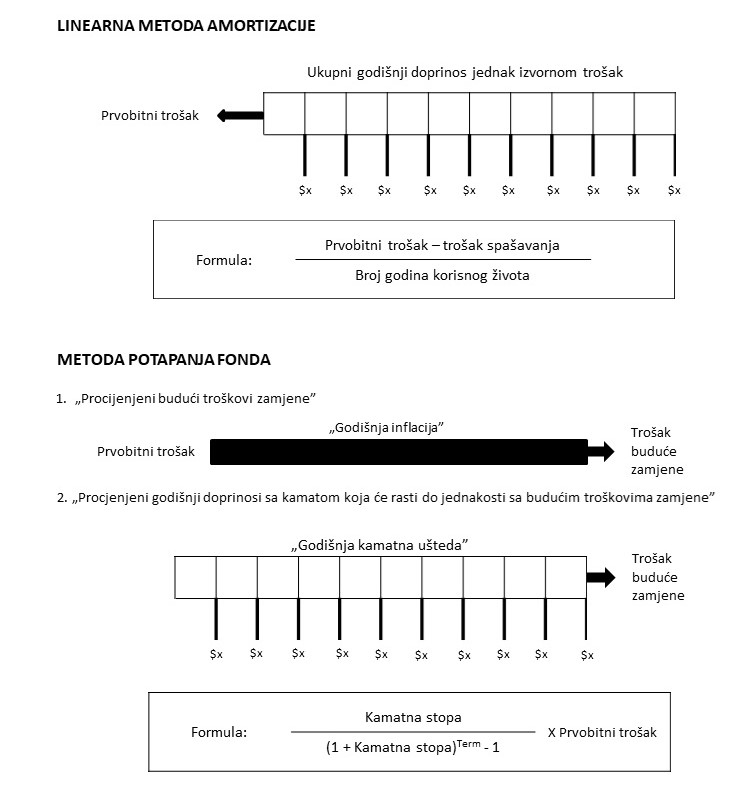 LINEARNA METODA AMORTIZACIJE
Ukupni godišnji doprinos jednak izvornom trošak
Prvobitni trošak
$x $x $x $x $x $x $x $x $x $x
Formula:
Prvobitni trošak – trošak spašavanja
Broj godina korisnog života
METODA POTAPANJA FONDA
1. „Procijenjeni budući troškovi zamjene”
„Godišnja inflacija”
Prvobitni trošak
Trošak
buduće
zamjene
2. „Procjenjeni godišnji doprinosi sa kamatom koja će rasti do jednakosti sa budućim troškovima zamjene”
„Godišnja kamatna ušteda”
Trošak
buduće
zamjene
$x $x $x $x $x $x $x $x $x $x
Formula:
Kamatna stopa
(1 + Kamatna stopa)^Term - 1
X Prvobitni trošak